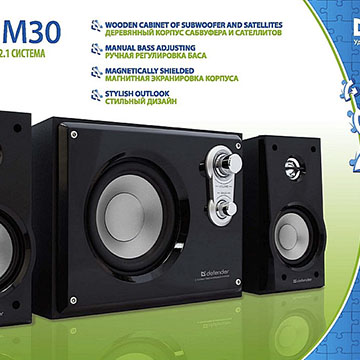 M30
2.1 СИСТЕМА
WOODEN CABINET OF SUBWOOFER AND SATELLITES
ДЕРЕВЯННЫЙ КОРПУС САБВУФЕРА И САТЕЛЛИТОВ
MANUAL BASS ADJUSTING
РУЧНАЯ РЕГУЛИРОВКА БАСА
MAGNETICALLY SHIELDED
МАГНИТНАЯ ЭКРАНИРОВКА КОРПУСА
STYLISH OUTLOOK
СТИЛЬНЫЙ ДИЗАЙН
defender
defender